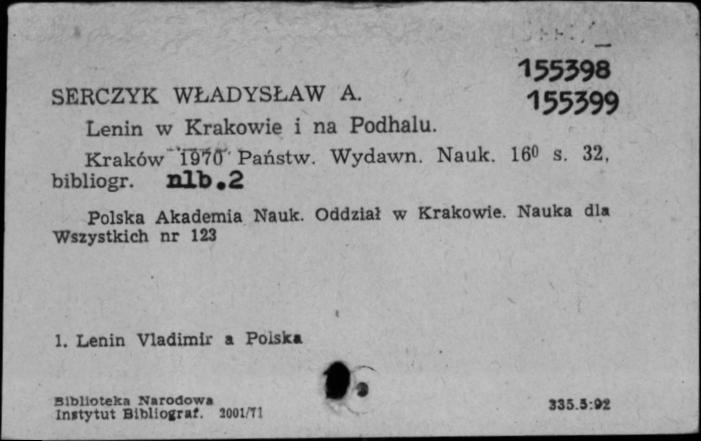 155398
SERCZYK WŁADYSŁAW A.
155399
Lenin w Krakowie i na Podhalu.
Kraków 1970 Państw. Wydawn. Nauk. 16⁰ s. 32,
bibliogr. nlb.2
Polska Akademia Nauk. Oddział w Krakowie. Nauka dla
Wszystkich nr 123
1. Lenin Vladimir a Polska
Biblioteka Narodowa
Instytut Bibliograf. 2001/71
335.5:92